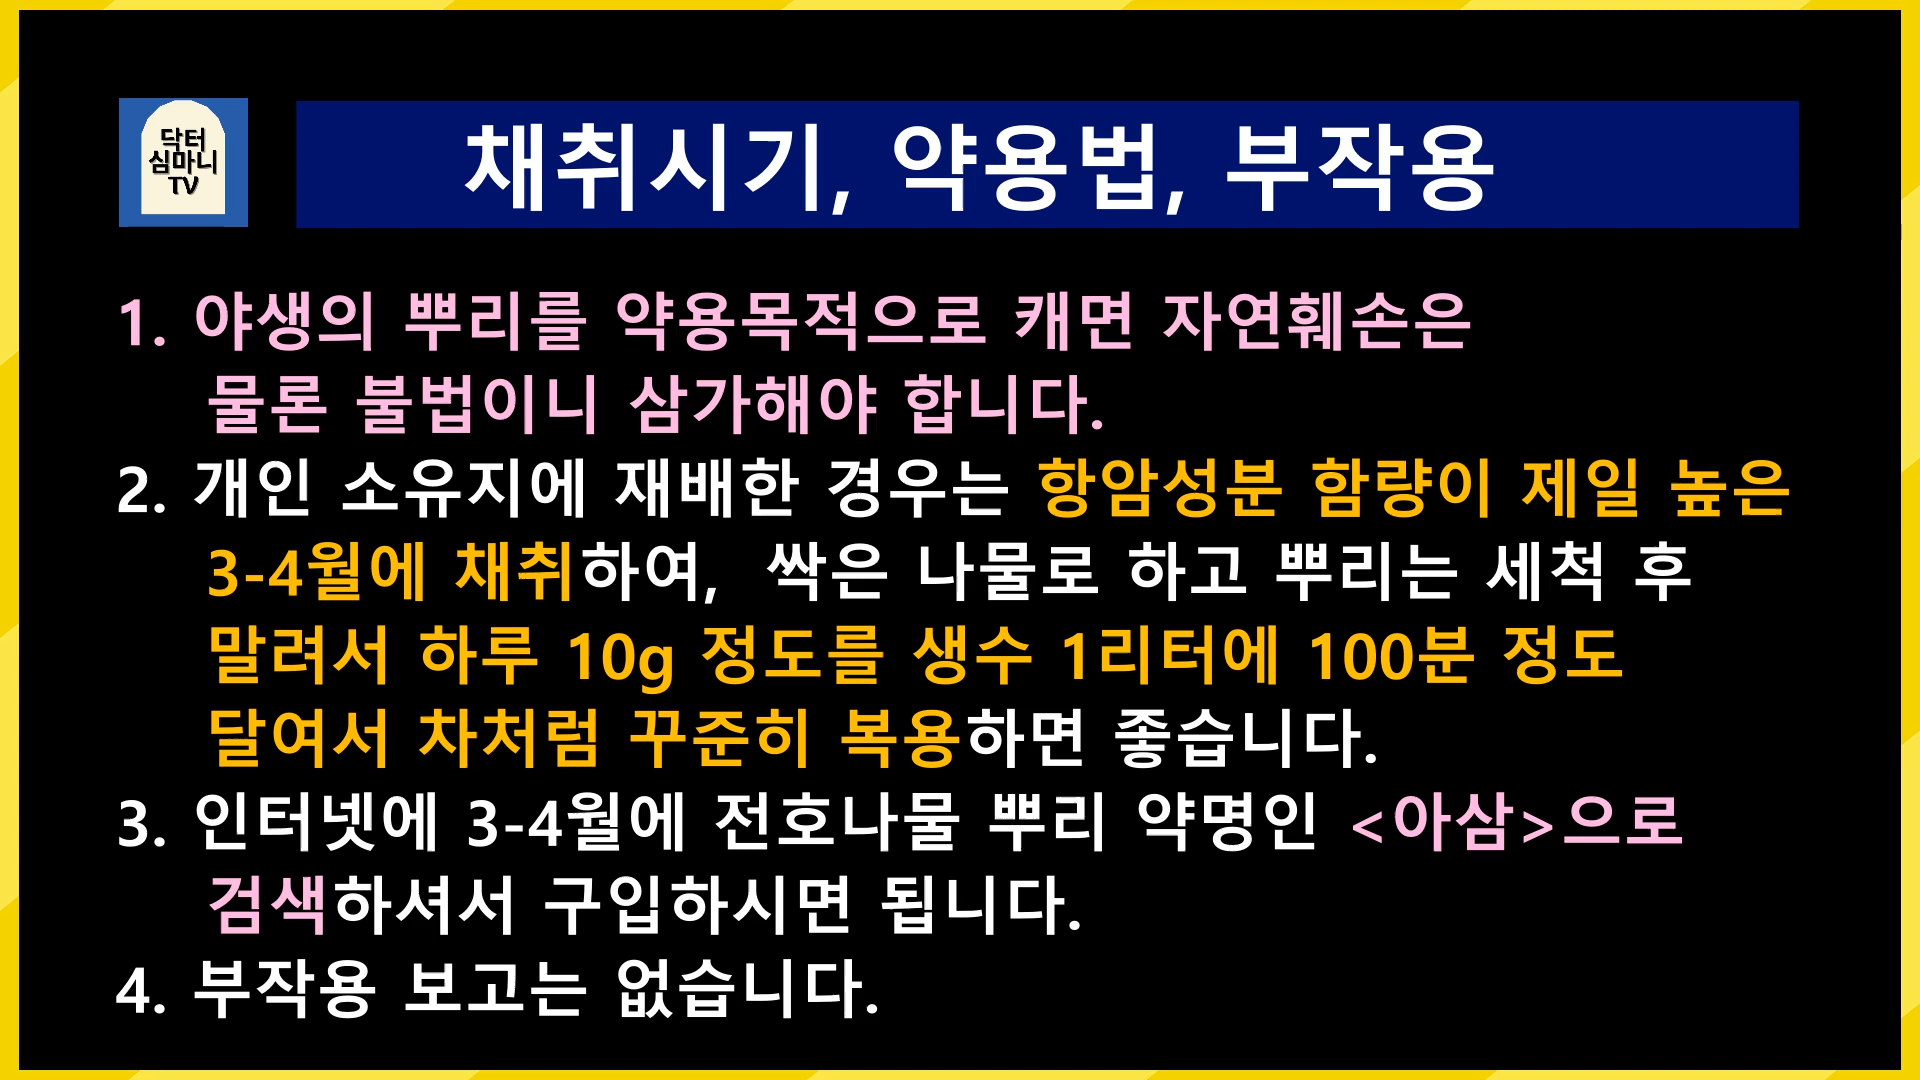 닥터
심마니
TV
채취시기, 약용법, 부작용
1. 야생의 뿌리를 약용목적으로 캐면 자연훼손은
물론 불법이니 삼가해야 합니다.
2. 개인 소유지에 재배한 경우는 항암성분 함량이 제일 높은
3-4월에 채취하여, 싹은 나물로 하고 뿌리는 세척 후
말려서 하루 10g 정도를 생수 1리터에 100분 정도
달여서 차처럼 꾸준히 복용하면 좋습니다.
3. 인터넷에 3-4월에 전호나물 뿌리 약명인 <아삼>으로
검색하셔서 구입하시면 됩니다.
4. 부작용 보고는 없습니다.